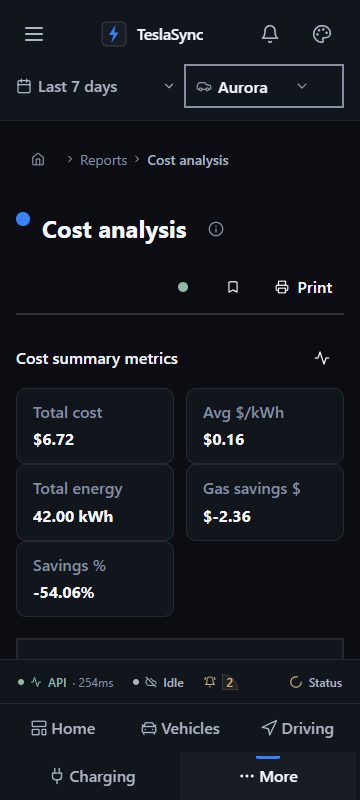 TeslaSync
Last 7 days
Aurora
Reports
Cost analysis
Cost analysis
Print
Cost summary metrics
Total cost
$6.72
Avg $/kWh
$0.16
Total energy
42.00 kWh
Gas savings $
$-2.36
Savings %
-54.06%
API · 254ms
Idle
2
Status
Home
Vehicles
Driving
Charging
More